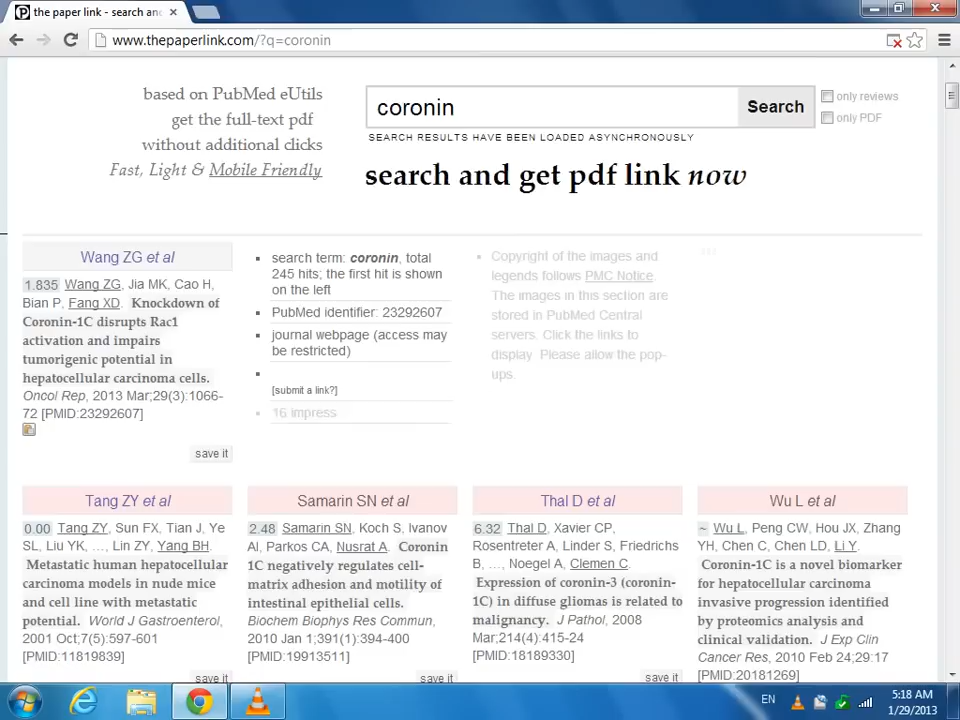 the paper link - search and
www.thepaperlink.com/?q=coronin
based on PubMed eUtils
get the full-text pdf
without additional clicks
Fast, Light & Mobile Friendly
coronin
Search
only reviews
only PDF
SEARCH RESULTS HAVE BEEN LOADED ASYNCHRONOUSLY
search and get pdf link now
Wang ZG et al
1.835 Wang ZG, Jia MK, Cao H,
Bian P, Fang XD. Knockdown of
Coronin-1C disrupts Rac1
activation and impairs
tumorigenic potential in
hepatocellular carcinoma cells.
Oncol Rep, 2013 Mar;29(3):1066-
72 [PMID:23292607]
save it
search term: coronin, total
245 hits; the first hit is shown
on the left
PubMed identifier: 23292607
journal webpage (access may
be restricted)
[submit a link?]
16 impress
Copyright of the images and
legends follows PMC Notice.
The images in this section are
stored in PubMed Central
servers. Click the links to
display. Please allow the pop-
ups.
Tang ZY et al
0.00 Tang ZY, Sun FX, Tian J, Ye
SL, Liu YK, ..., Lin ZY, Yang BH.
Metastatic human hepatocellular
carcinoma models in nude mice
and cell line with metastatic
potential. World J Gastroenterol,
2001 Oct;7(5):597-601
[PMID:11819839]
save it
Samarin SN et al
2.48 Samarin SN, Koch S, Ivanov
AI, Parkos CA, Nusrat A. Coronin
1C negatively regulates cell-
matrix adhesion and motility of
intestinal epithelial cells.
Biochem Biophys Res Commun,
2010 Jan 1;391(1):394-400
[PMID:19913511]
save it
Thal D et al
6.32 Thal D, Xavier CP,
Rosentreter A, Linder S, Friedrichs
B, ..., Noegel A, Clemen C.
Expression of coronin-3 (coronin-
1C) in diffuse gliomas is related to
malignancy. J Pathol, 2008
Mar;214(4):415-24
[PMID:18189330]
save it
Wu L et al
~ Wu L, Peng CW, Hou JX, Zhang
YH, Chen C, Chen LD, Li Y.
Coronin-1C is a novel biomarker
for hepatocellular carcinoma
invasive progression identified
by proteomics analysis and
clinical validation. J Exp Clin
Cancer Res, 2010 Feb 24;29:17
[PMID:20181269]
EN
5:18 AM
1/29/2013